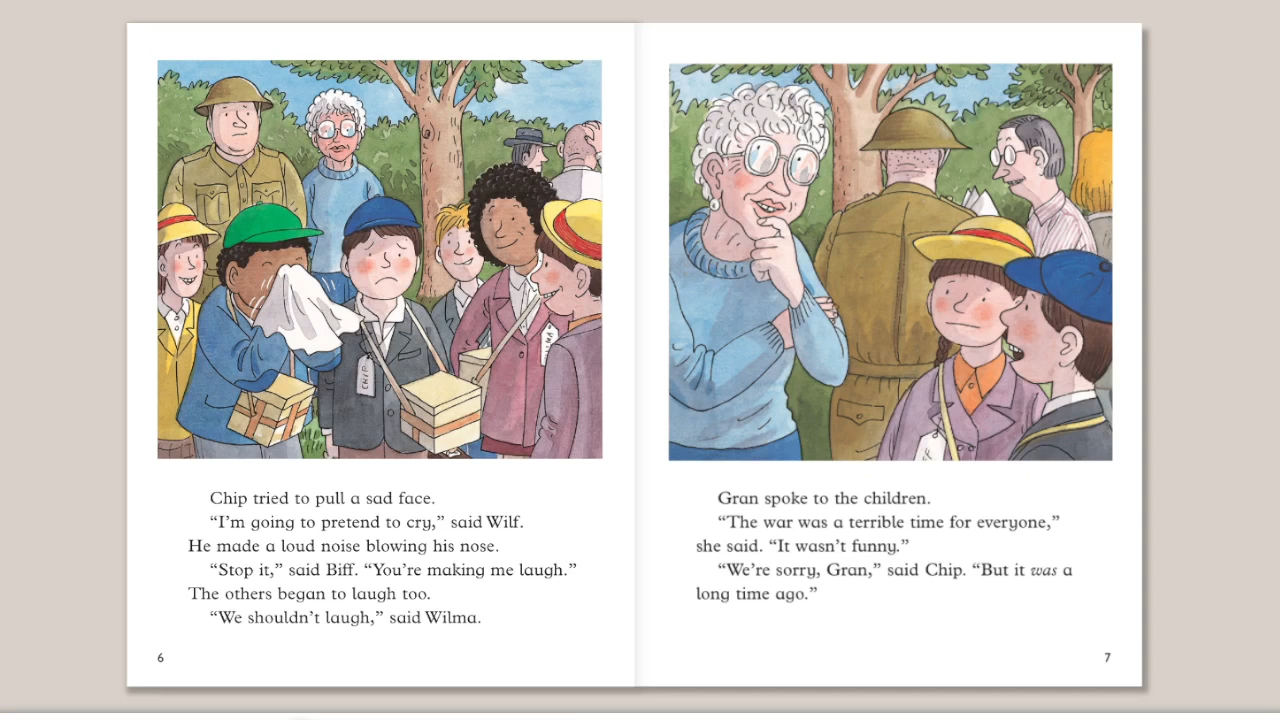 CHIP
Chip tried to pull a sad face.
“I’m going to pretend to cry,” said Wilf.
He made a loud noise blowing his nose.
“Stop it,” said Biff. “You’re making me laugh.”
The others began to laugh too.
“We shouldn’t laugh,” said Wilma.
6
Gran spoke to the children.
“The war was a terrible time for everyone,”
she said. “It wasn’t funny.”
“We’re sorry, Gran,” said Chip. “But it was a
long time ago.”
7